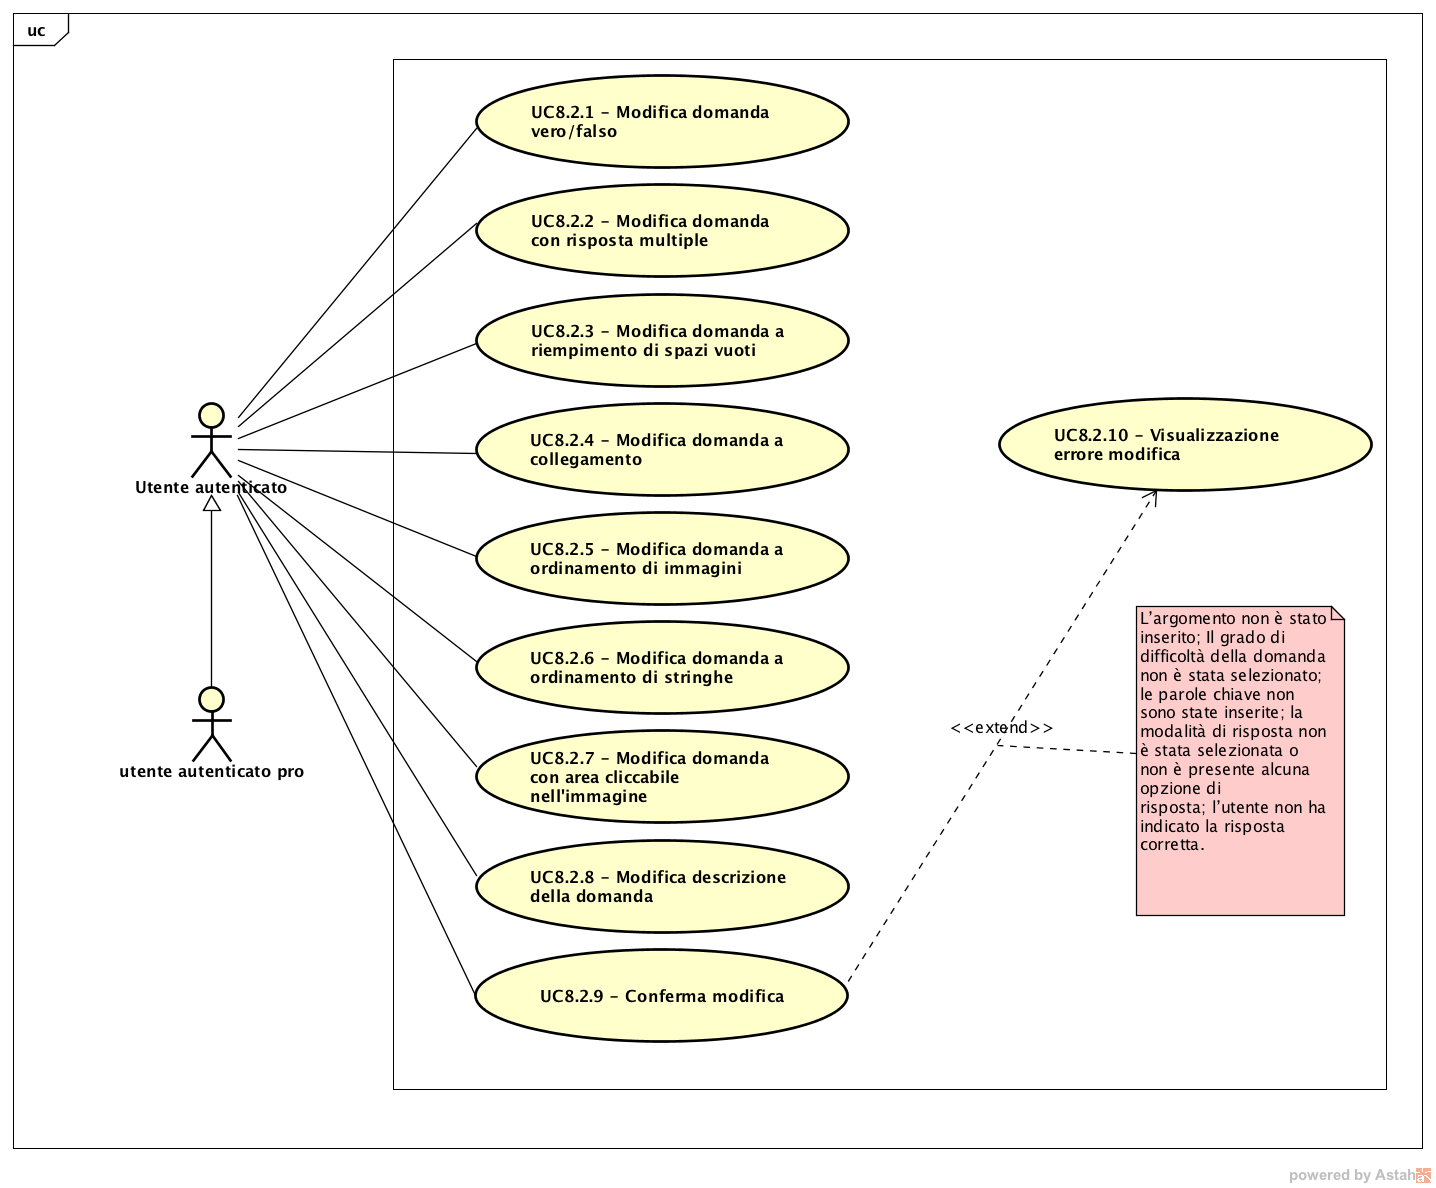 uc
UC8.2.1 – Modifica domanda
vero/falso
UC8.2.2 – Modifica domanda
con risposta multiple
UC8.2.3 – Modifica domanda a
riempimento di spazi vuoti
UC8.2.4 – Modifica domanda a
collegamento
UC8.2.10 – Visualizzazione
errore modifica
Utente autenticato
UC8.2.5 – Modifica domanda a
ordinamento di immagini
UC8.2.6 – Modifica domanda a
ordinamento di stringhe
L'argomento non è stato
inserito; Il grado di
difficoltà della domanda
non è stata selezionato;
le parole chiave non
sono state inserite; la
modalità di risposta non
è stata selezionata o
non è presente alcuna
opzione di
risposta; l'utente non ha
indicato la risposta
corretta.
<<extend>>
utente autenticato pro
UC8.2.7 – Modifica domanda
con area cliccabile
nell'immagine
UC8.2.8 – Modifica descrizione
della domanda
UC8.2.9 – Conferma modifica
powered by Astah